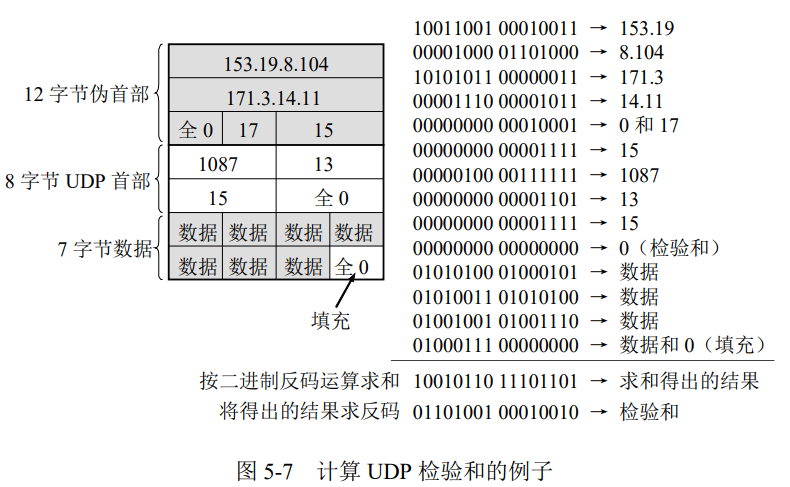 10011001 00010011 → 153.19
00001000 01101000 → 8.104
10101011 00000011 → 171.3
00001110 00001011 → 14.11
00000000 00010001 → 0 和 17
00000000 00001111 → 15
00000100 00111111 → 1087
00000000 00001101 → 13
00000000 00001111 → 15
00000000 00000000 → 0（检验和）
01010100 01000101 → 数据
01010011 01010100 → 数据
01001001 01001110 → 数据
01000111 00000000 → 数据和 0（填充）
12 字节伪首部
153.19.8.104
171.3.14.11
全 0 17 15
8 字节 UDP 首部
1087 13
15 全 0
7 字节数据
数据 数据 数据 数据
数据 数据 数据 全 0
填充
按二进制反码运算求和 10010110 11101101 → 求和得出的结果
将得出的结果求反码 01101001 00010010 → 检验和
图 5-7 计算 UDP 检验和的例子